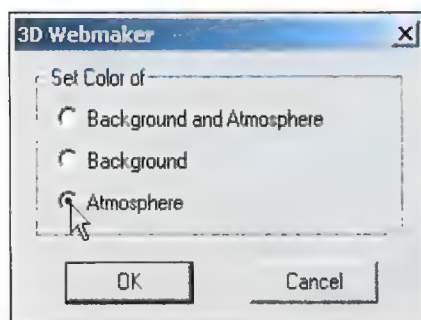 3D Webmaker
Set Color of
Background and Atmosphere
Background
Atmosphere
OK
Cancel